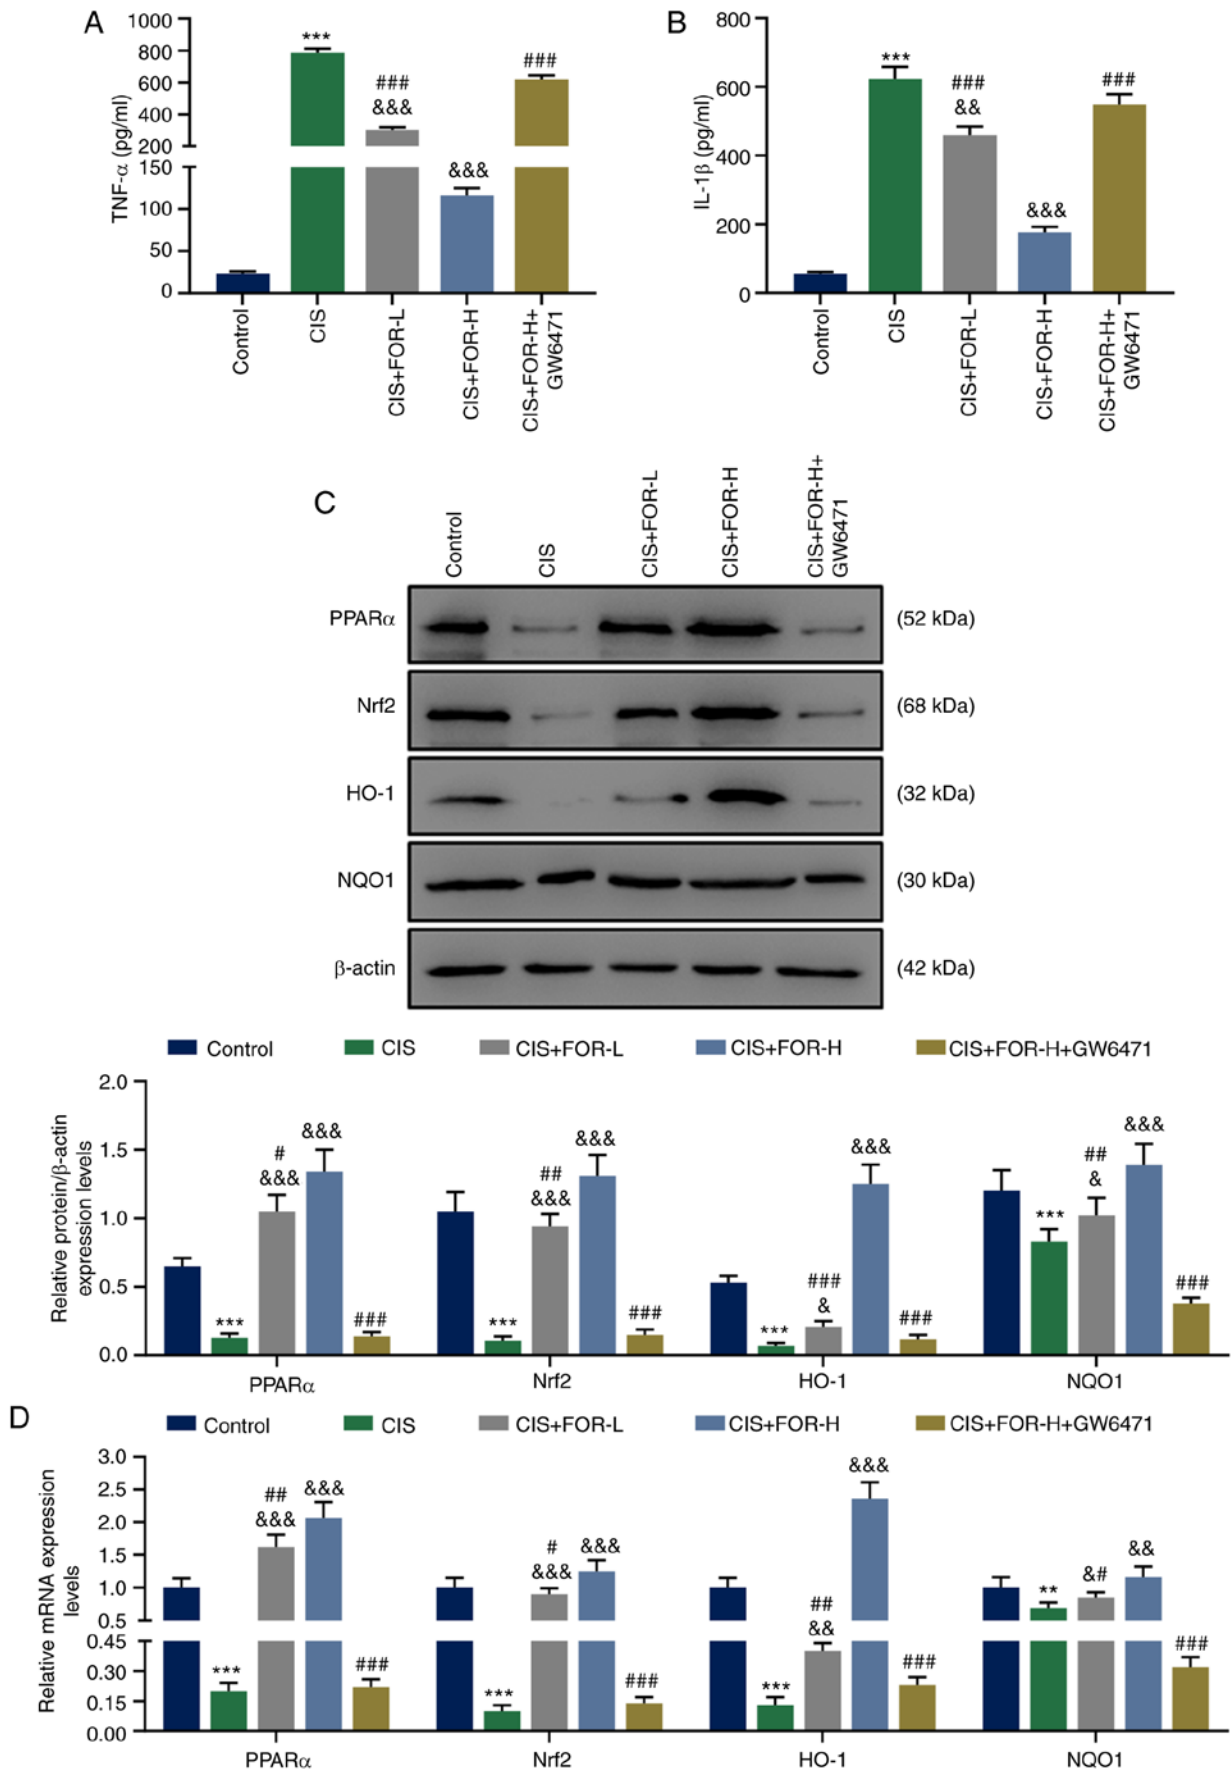 A
TNF-α (pg/ml)
1000
800
600
400
200
150
100
50
0
***
###
&&&
&&&
###
Control
CIS
CIS+FOR-L
CIS+FOR-H
CIS+FOR-H+
GW6471
B
IL-1β (pg/ml)
800
600
400
200
0
***
###
&&
&&&
###
Control
CIS
CIS+FOR-L
CIS+FOR-H
CIS+FOR-H+
GW6471
C
Control
CIS
CIS+FOR-L
CIS+FOR-H
CIS+FOR-H+
GW6471
PPARα (52 kDa)
Nrf2 (68 kDa)
HO-1 (32 kDa)
NQO1 (30 kDa)
β-actin (42 kDa)
Control CIS CIS+FOR-L CIS+FOR-H CIS+FOR-H+GW6471
Relative protein/β-actin
expression levels
2.0
1.5
1.0
0.5
0.0
***
#
&&&
&&&
###
***
##
&&&
&&&
###
***
###
&
&&&
###
***
##
&
&&&
###
PPARα Nrf2 HO-1 NQO1
D
Control CIS CIS+FOR-L CIS+FOR-H CIS+FOR-H+GW6471
Relative mRNA expression
levels
3.0
2.5
2.0
1.5
1.0
0.5
0.45
0.30
0.15
0.00
***
##
&&&
&&&
###
***
#
&&&
&&&
###
***
##
&&
&&&
###
**
&#
&&
###
PPARα Nrf2 HO-1 NQO1